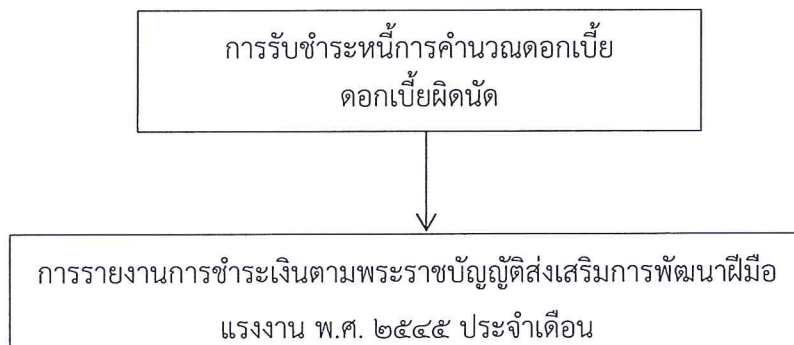 การรับชำระหนี้การคำนวณดอกเบี้ย
ดอกเบี้ยผิดนัด
การรายงานการชำระเงินตามพระราชบัญญัติส่งเสริมการพัฒนาฝีมือ
แรงงาน พ.ศ. ๒๕๔๕ ประจำเดือน